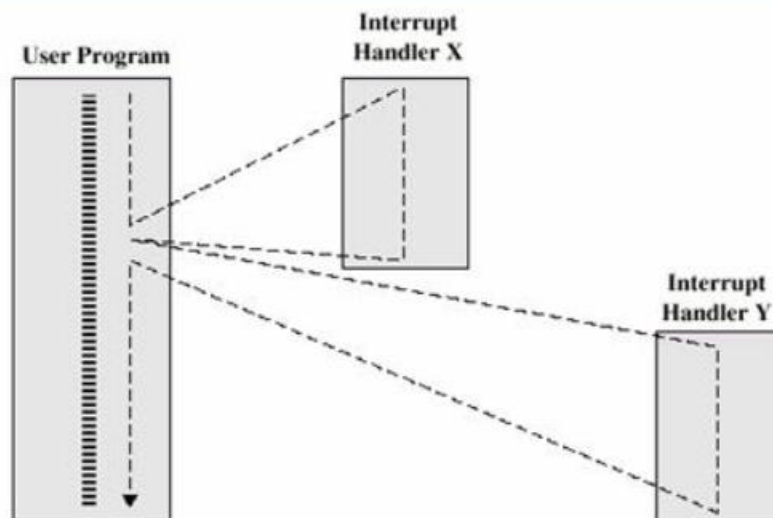 User Program
Interrupt
Handler X
Interrupt
Handler Y